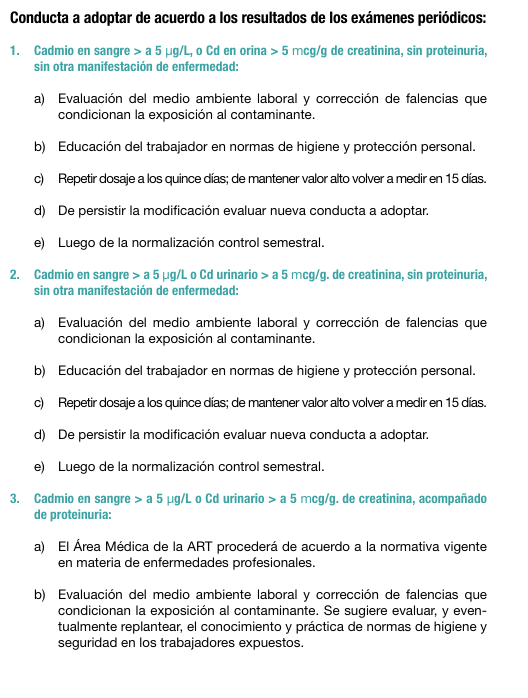 Conducta a adoptar de acuerdo a los resultados de los exámenes periódicos:
1. Cadmio en sangre > a 5 µg/L, o Cd en orina > 5 mcg/g de creatinina, sin proteinuria,
sin otra manifestación de enfermedad:
a) Evaluación del medio ambiente laboral y corrección de falencias que
condicionan la exposición al contaminante.
b) Educación del trabajador en normas de higiene y protección personal.
c) Repetir dosaje a los quince días; de mantener valor alto volver a medir en 15 días.
d) De persistir la modificación evaluar nueva conducta a adoptar.
e) Luego de la normalización control semestral.
2. Cadmio en sangre > a 5 µg/L o Cd urinario > a 5 mcg/g. de creatinina, sin proteinuria,
sin otra manifestación de enfermedad:
a) Evaluación del medio ambiente laboral y corrección de falencias que
condicionan la exposición al contaminante.
b) Educación del trabajador en normas de higiene y protección personal.
c) Repetir dosaje a los quince días; de mantener valor alto volver a medir en 15 días.
d) De persistir la modificación evaluar nueva conducta a adoptar.
e) Luego de la normalización control semestral.
3. Cadmio en sangre > a 5 µg/L o Cd urinario > a 5 mcg/g. de creatinina, acompañado
de proteinuria:
a) El Área Médica de la ART procederá de acuerdo a la normativa vigente
en materia de enfermedades profesionales.
b) Evaluación del medio ambiente laboral y corrección de falencias que
condicionan la exposición al contaminante. Se sugiere evaluar, y even-
tualmente replantear, el conocimiento y práctica de normas de higiene y
seguridad en los trabajadores expuestos.